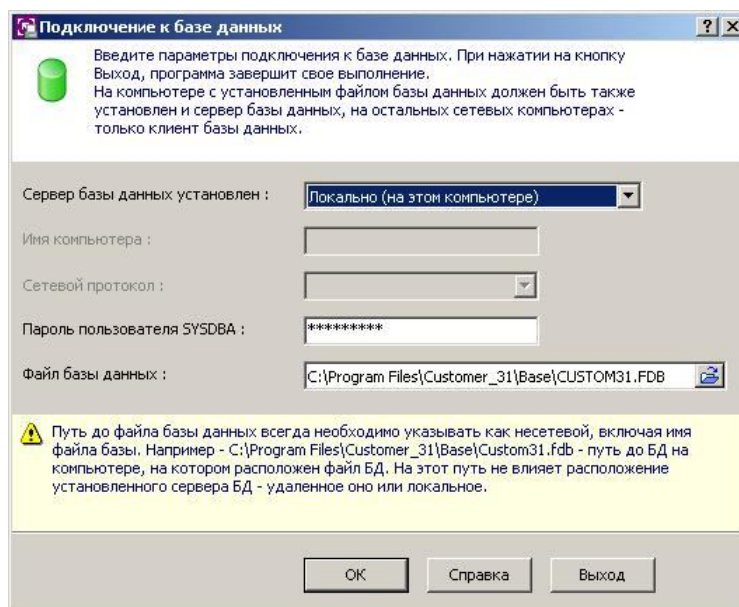 Подключение к базе данных
Введите параметры подключения к базе данных. При нажатии на кнопку
Выход, программа завершит свое выполнение.
На компьютере с установленным файлом базы данных должен быть также
установлен и сервер базы данных, на остальных сетевых компьютерах -
только клиент базы данных.
Сервер базы данных установлен :
Локально (на этом компьютере)
Имя компьютера :
Сетевой протокол :
Пароль пользователя SYSDBA :
*********
Файл базы данных :
C:\Program Files\Customer_31\Base\CUSTOM31.FDB
Путь до файла базы данных всегда необходимо указывать как несетевой, включая имя
файла базы. Например - C:\Program Files\Customer_31\Base\Custom31.fdb - путь до БД на
компьютере, на котором расположен файл БД. На этот путь не влияет расположение
установленного сервера БД - удаленное оно или локальное.
ОК
Справка
Выход